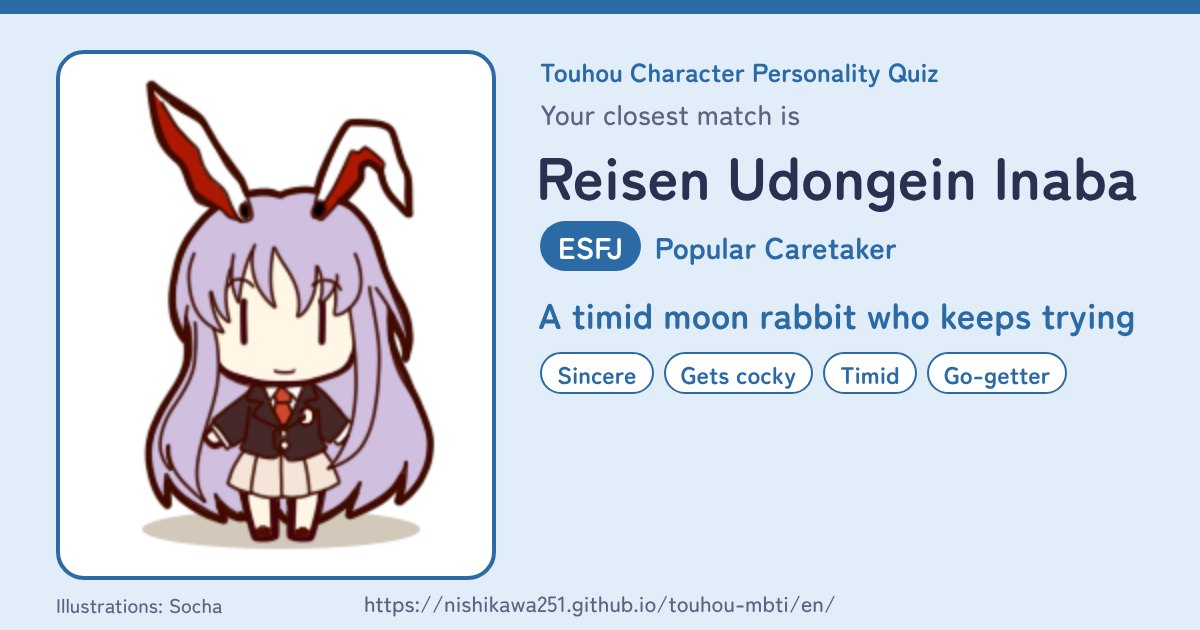 Touhou Character Personality Quiz
Your closest match is
Reisen Udongein Inaba
ESFJ Popular Caretaker
A timid moon rabbit who keeps trying
Sincere Gets cocky Timid Go-getter
Illustrations: Socha https://nishikawa251.github.io/touhou-mbti/en/